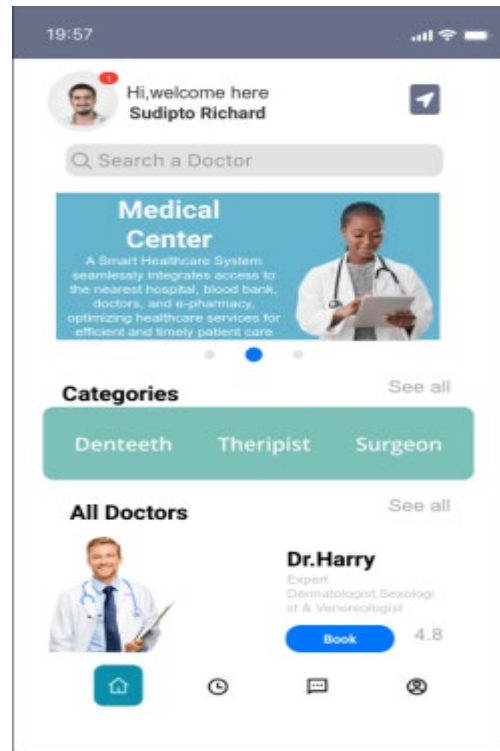 19:57
1
Hi,welcome here
Sudipto Richard
Search a Doctor
Medical
Center
A Smart Healthcare System
seamlessly integrates access to
the nearest hospital, blood bank,
doctors, and e-pharmacy,
optimizing healthcare services for
efficient and timely patient care
Categories
See all
Denteeth Theripist Surgeon
All Doctors
See all
Dr.Harry
Expert
Dermatologist,Sexologi
st & Venereologist
Book
4.8